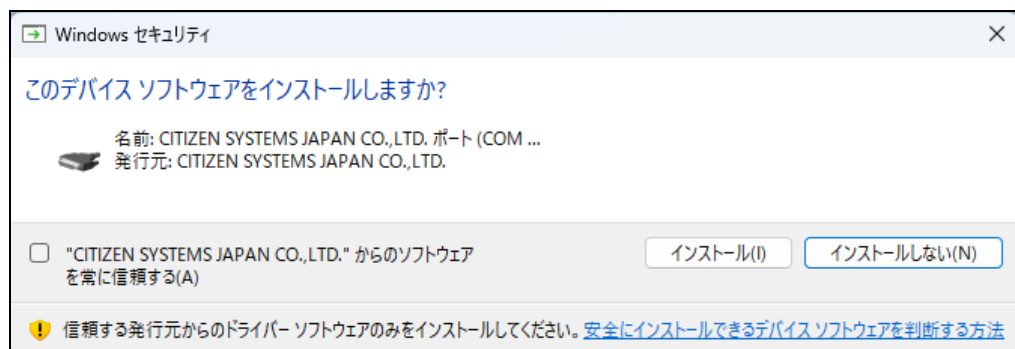 Windows セキュリティ
このデバイス ソフトウェアをインストールしますか?
名前: CITIZEN SYSTEMS JAPAN CO.,LTD. ポート (COM ...
発行元: CITIZEN SYSTEMS JAPAN CO.,LTD.
"CITIZEN SYSTEMS JAPAN CO.,LTD." からのソフトウェア
を常に信頼する(A)
インストール(I)
インストールしない(N)
信頼する発行元からのドライバー ソフトウェアのみをインストールしてください。安全にインストールできるデバイス ソフトウェアを判断する方法